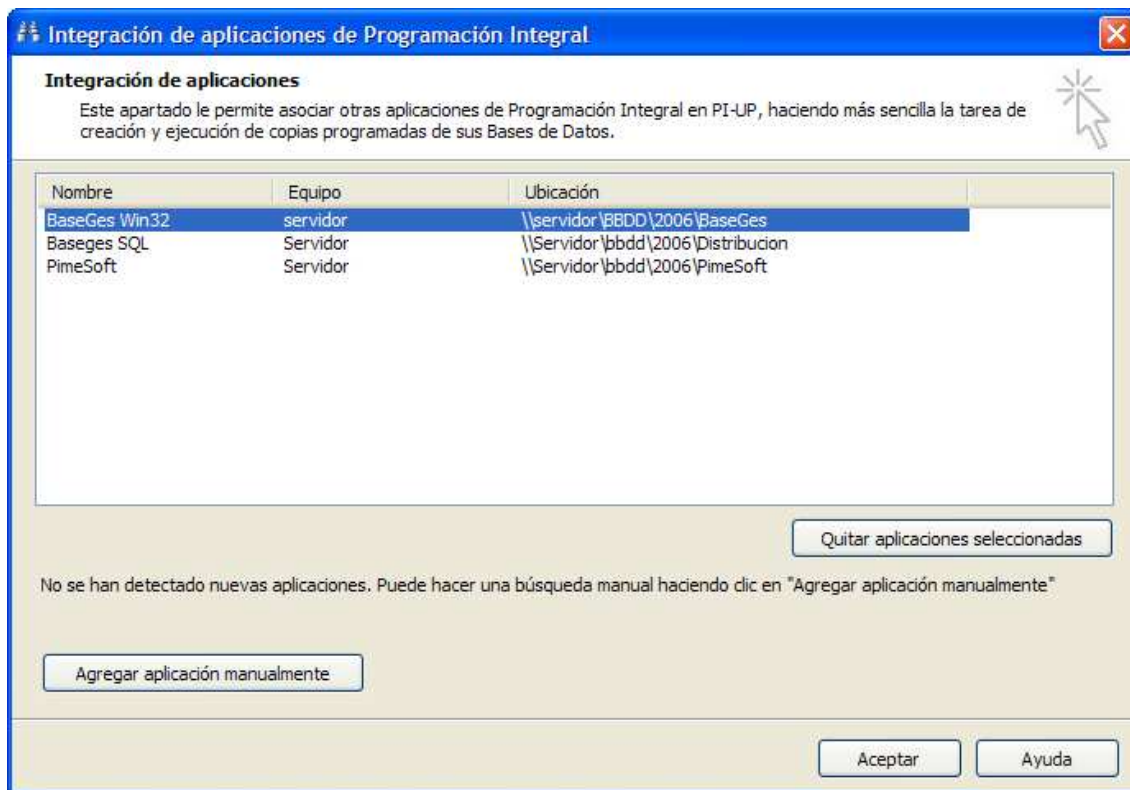 Integración de aplicaciones de Programación Integral
Integración de aplicaciones
Este apartado le permite asociar otras aplicaciones de Programación Integral en PI-UP, haciendo más sencilla la tarea de
creación y ejecución de copias programadas de sus Bases de Datos.
Nombre Equipo Ubicación
BaseGes Win32 servidor \\servidor\BBDD\2006\BaseGes
Baseges SQL Servidor \\Servidor\bbdd\2006\Distribucion
PimeSoft Servidor \\Servidor\bbdd\2006\PimeSoft
Quitar aplicaciones seleccionadas
No se han detectado nuevas aplicaciones. Puede hacer una búsqueda manual haciendo clic en "Agregar aplicación manualmente"
Agregar aplicación manualmente
Aceptar Ayuda